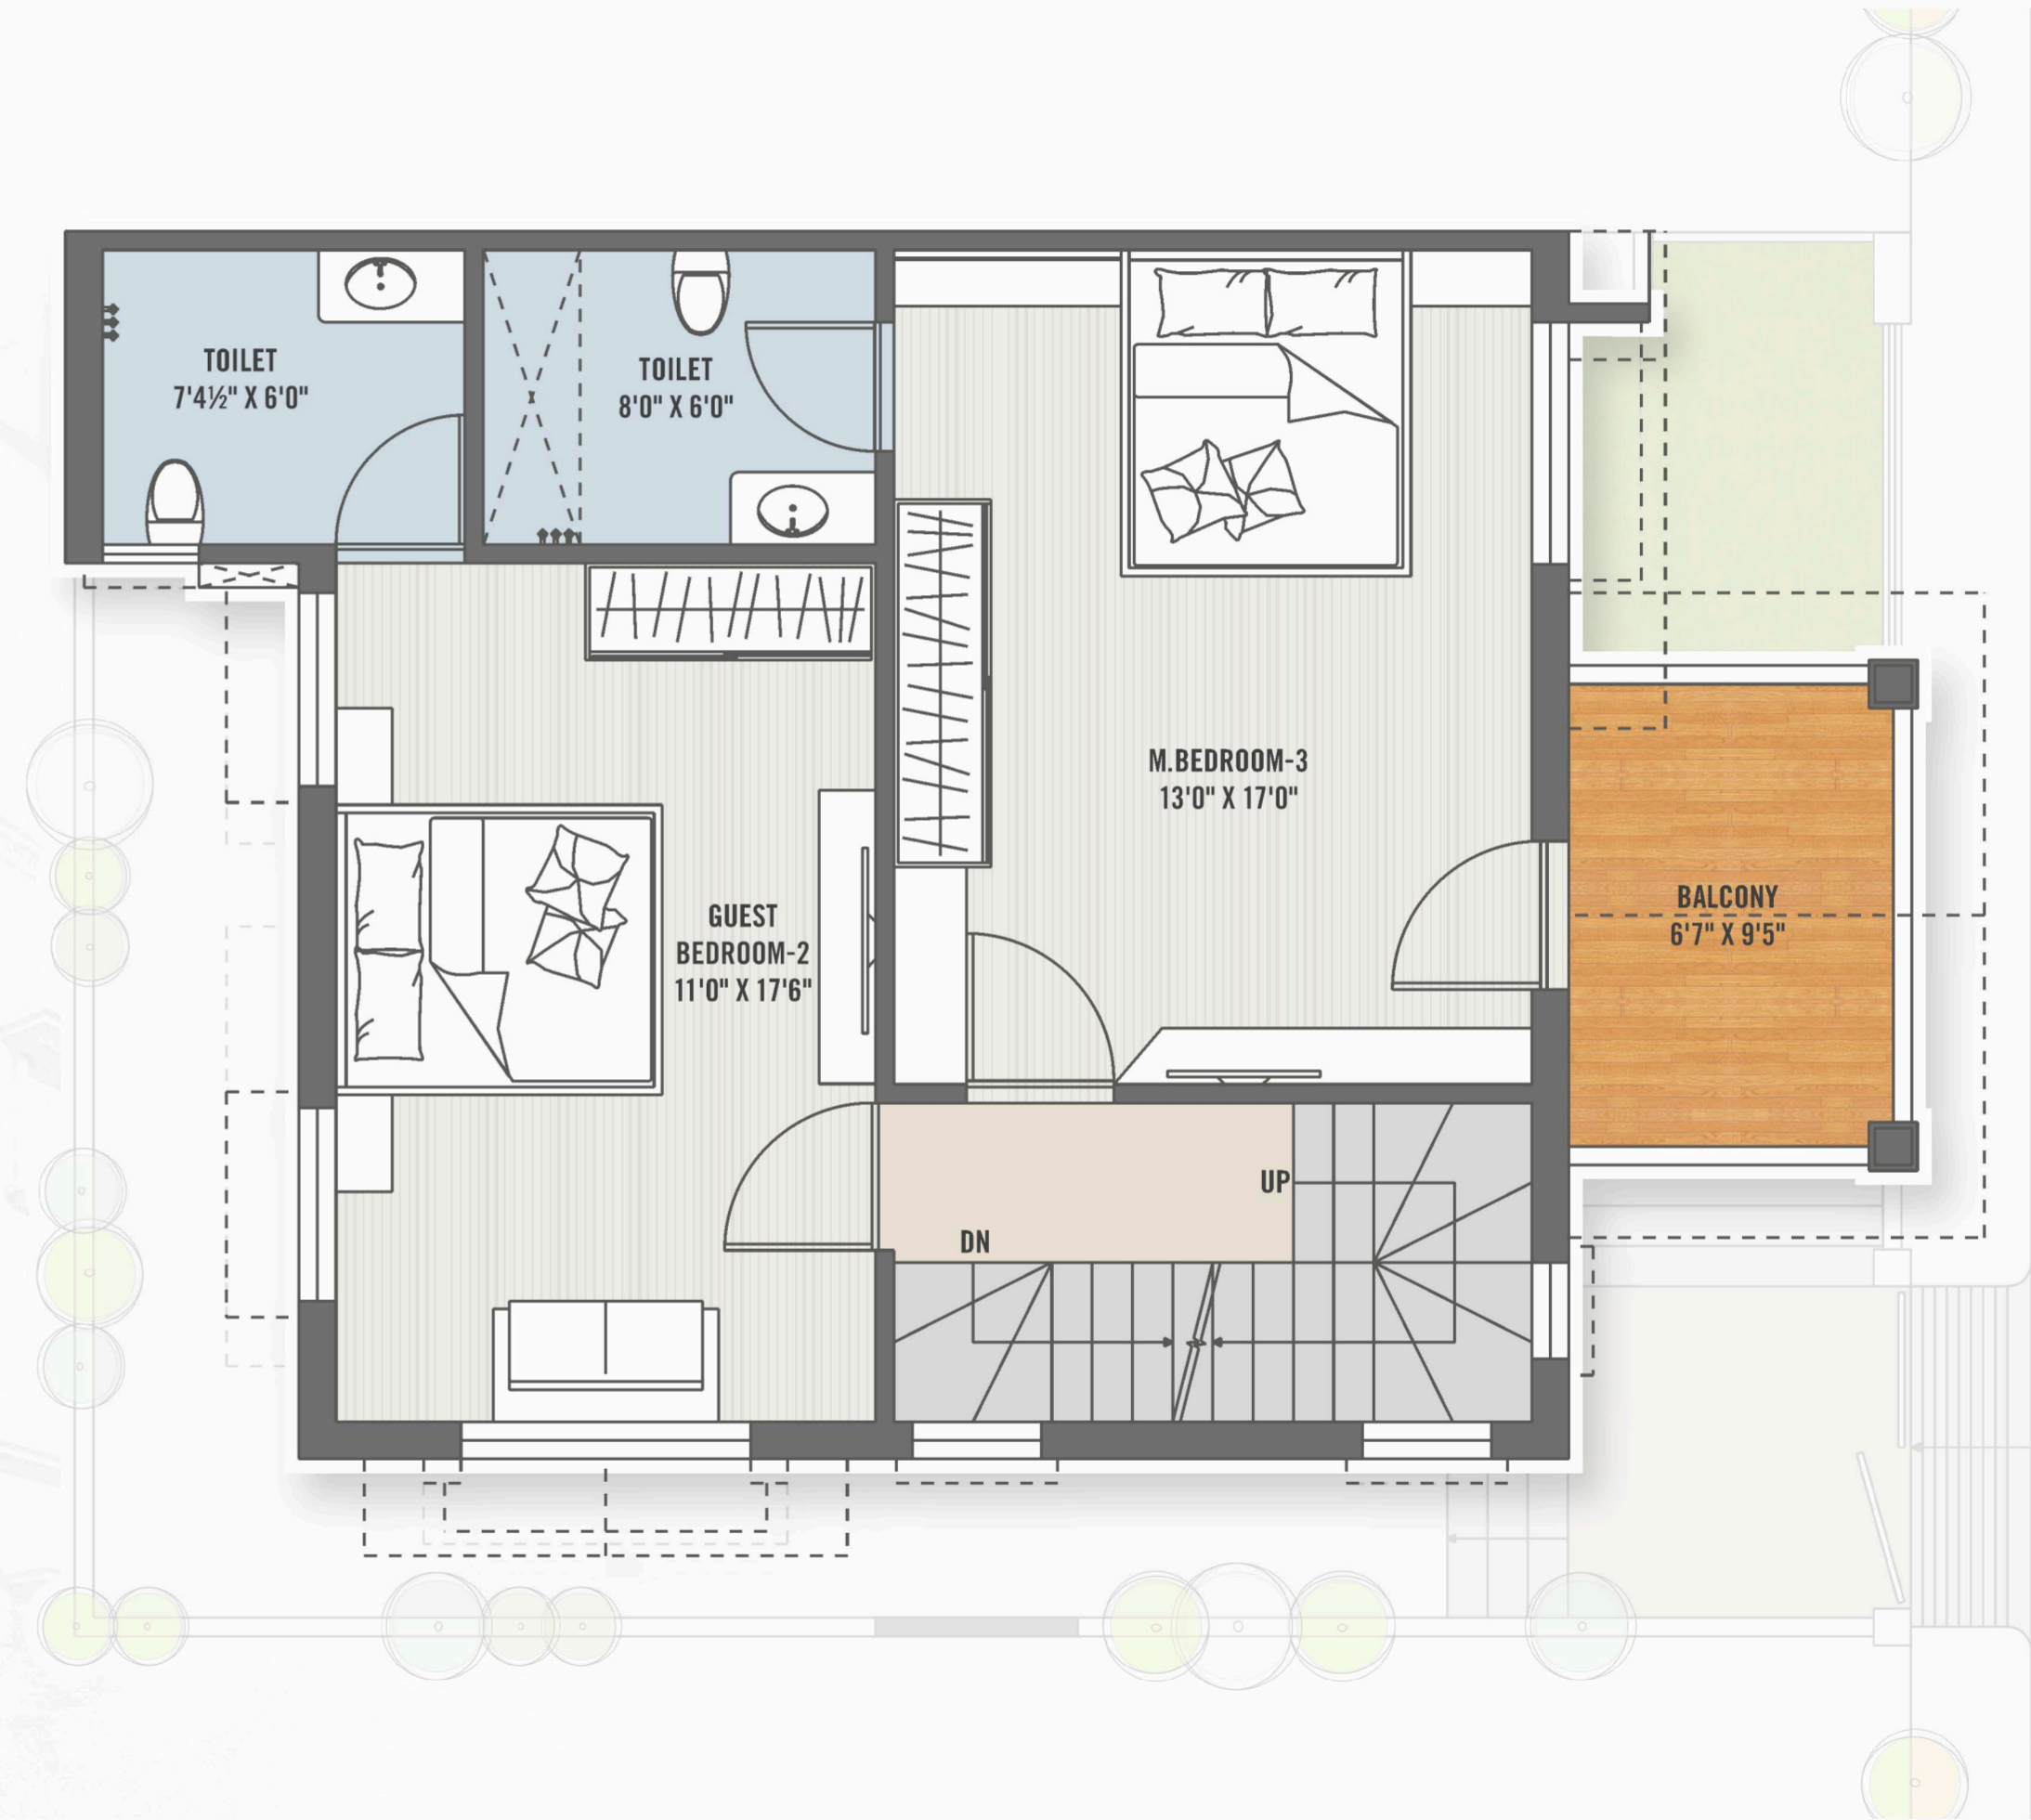 TOILET
7'4½" X 6'0"
TOILET
8'0" X 6'0"
M.BEDROOM-3
13'0" X 17'0"
GUEST
BEDROOM-2
11'0" X 17'6"
BALCONY
6'7" X 9'5"
UP
DN